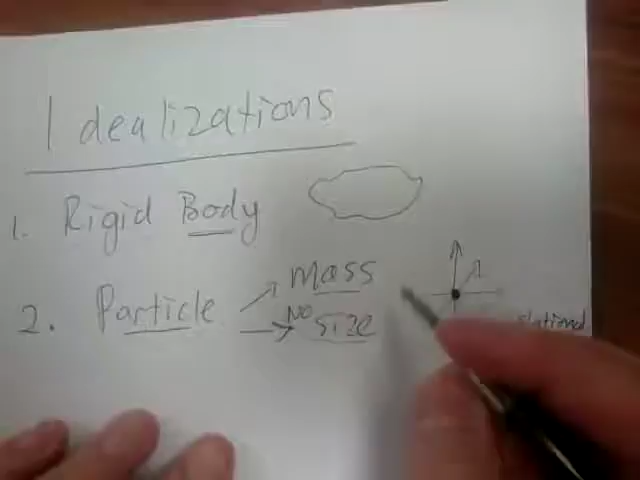 Idealizations
1. Rigid Body
2. Particle
Mass
No size